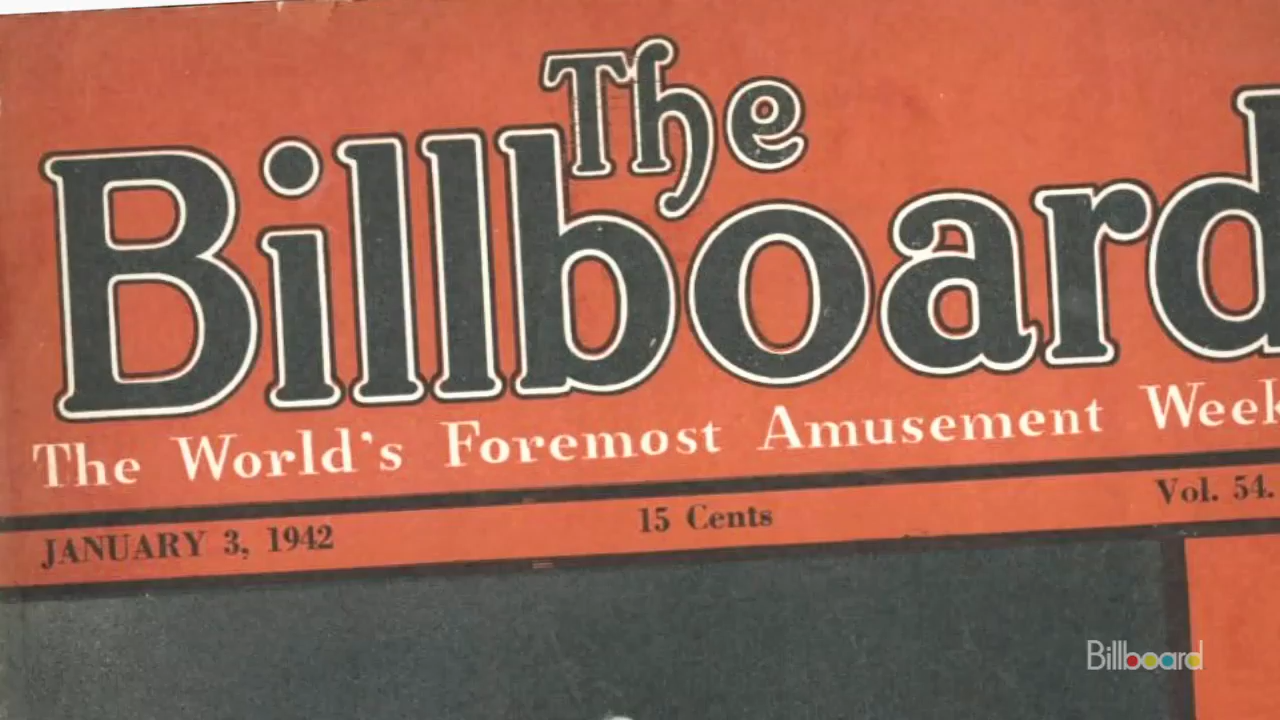 The
Billboard
The World's Foremost Amusement Week
JANUARY 3, 1942 15 Cents Vol. 54.
Billboard